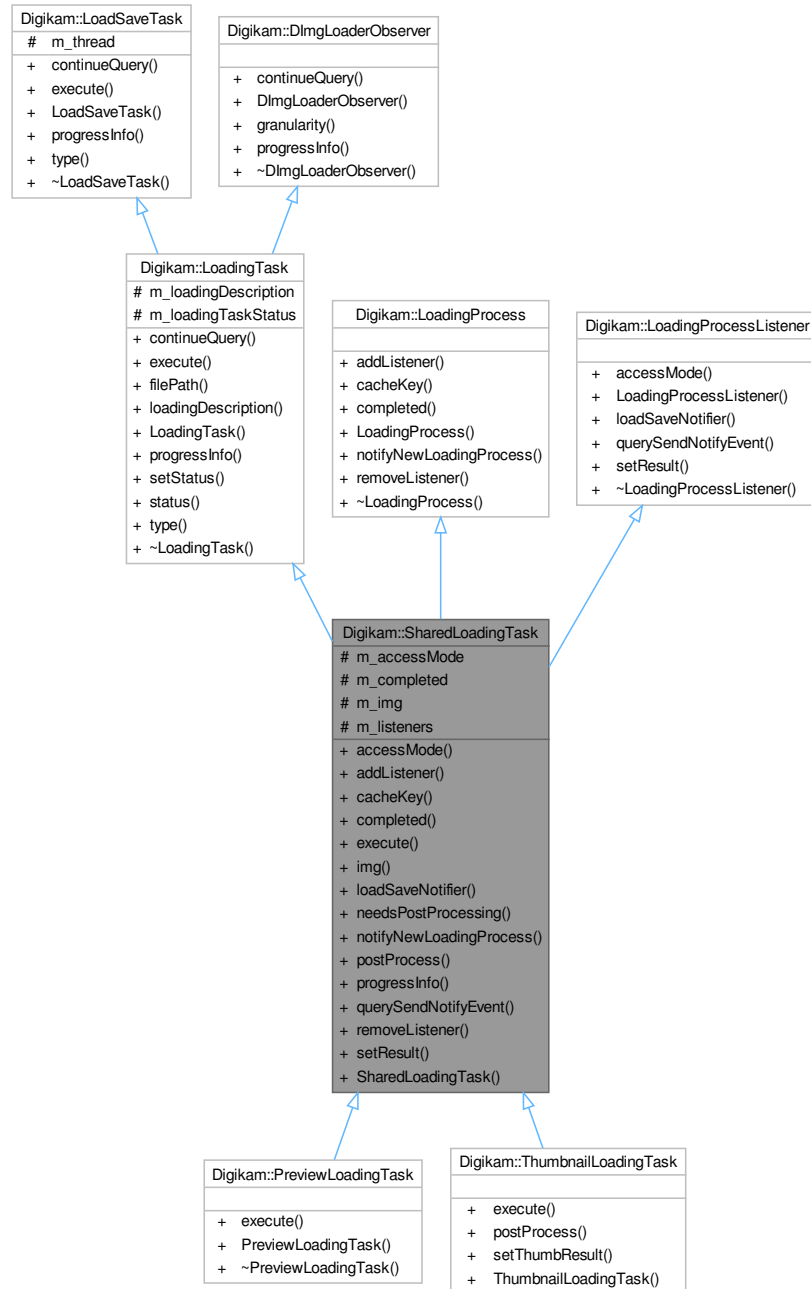 Digikam::LoadSaveTask
# m_thread
+ continueQuery()
+ execute()
+ LoadSaveTask()
+ progressInfo()
+ type()
+ ~LoadSaveTask()
Digikam::DImgLoaderObserver
+ continueQuery()
+ DImgLoaderObserver()
+ granularity()
+ progressInfo()
+ ~DImgLoaderObserver()
Digikam::LoadingTask
# m_loadingDescription
# m_loadingTaskStatus
+ continueQuery()
+ execute()
+ filePath()
+ loadingDescription()
+ LoadingTask()
+ progressInfo()
+ setStatus()
+ status()
+ type()
+ ~LoadingTask()
Digikam::LoadingProcess
+ addListener()
+ cacheKey()
+ completed()
+ LoadingProcess()
+ notifyNewLoadingProcess()
+ removeListener()
+ ~LoadingProcess()
Digikam::LoadingProcessListener
+ accessMode()
+ LoadingProcessListener()
+ loadSaveNotifier()
+ querySendNotifyEvent()
+ setResult()
+ ~LoadingProcessListener()
Digikam::SharedLoadingTask
# m_accessMode
# m_completed
# m_img
# m_listeners
+ accessMode()
+ addListener()
+ cacheKey()
+ completed()
+ execute()
+ img()
+ loadSaveNotifier()
+ needsPostProcessing()
+ notifyNewLoadingProcess()
+ postProcess()
+ progressInfo()
+ querySendNotifyEvent()
+ removeListener()
+ setResult()
+ SharedLoadingTask()
Digikam::PreviewLoadingTask
+ execute()
+ PreviewLoadingTask()
+ ~PreviewLoadingTask()
Digikam::ThumbnailLoadingTask
+ execute()
+ postProcess()
+ setThumbResult()
+ ThumbnailLoadingTask()